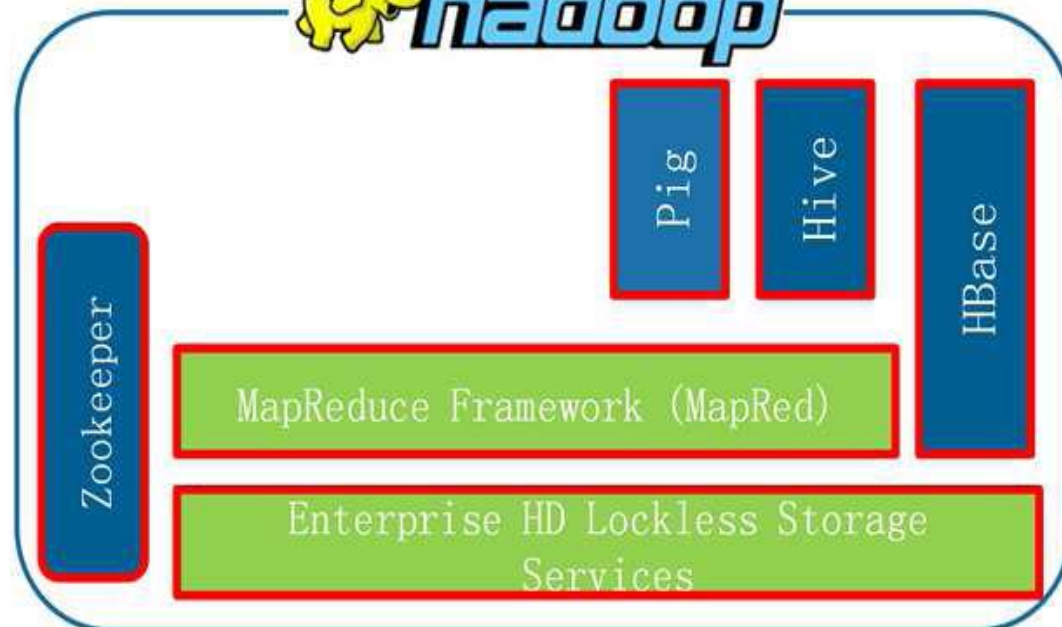 hadoop
Pig
Hive
HBase
Zookeeper
MapReduce Framework (MapRed)
Enterprise HD Lockless Storage
Services